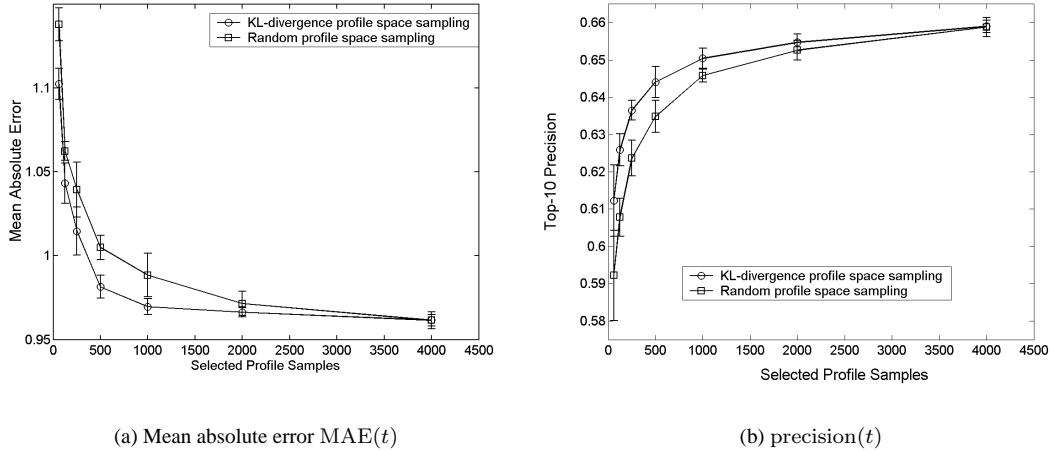 KL-divergence profile space sampling
Random profile space sampling
1.1
1.05
1
0.95
Mean Absolute Error
0 500 1000 1500 2000 2500 3000 3500 4000 4500
Selected Profile Samples
(a) Mean absolute error MAE(t)
0.66
0.65
0.64
0.63
0.62
0.61
0.6
0.59
0.58
Top-10 Precision
KL-divergence profile space sampling
Random profile space sampling
0 500 1000 1500 2000 2500 3000 3500 4000 4500
Selected Profile Samples
(b) precision(t)